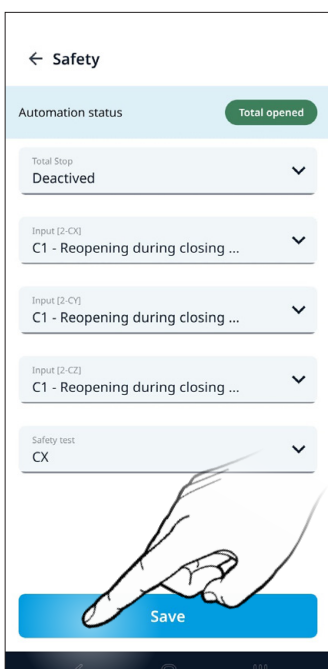 ← Safety
Automation status
Total opened
Total Stop
Deactived
Input [2-CX]
C1 - Reopening during closing ...
Input [2-CY]
C1 - Reopening during closing ...
Input [2-CZ]
C1 - Reopening during closing ...
Safety test
CX
Save